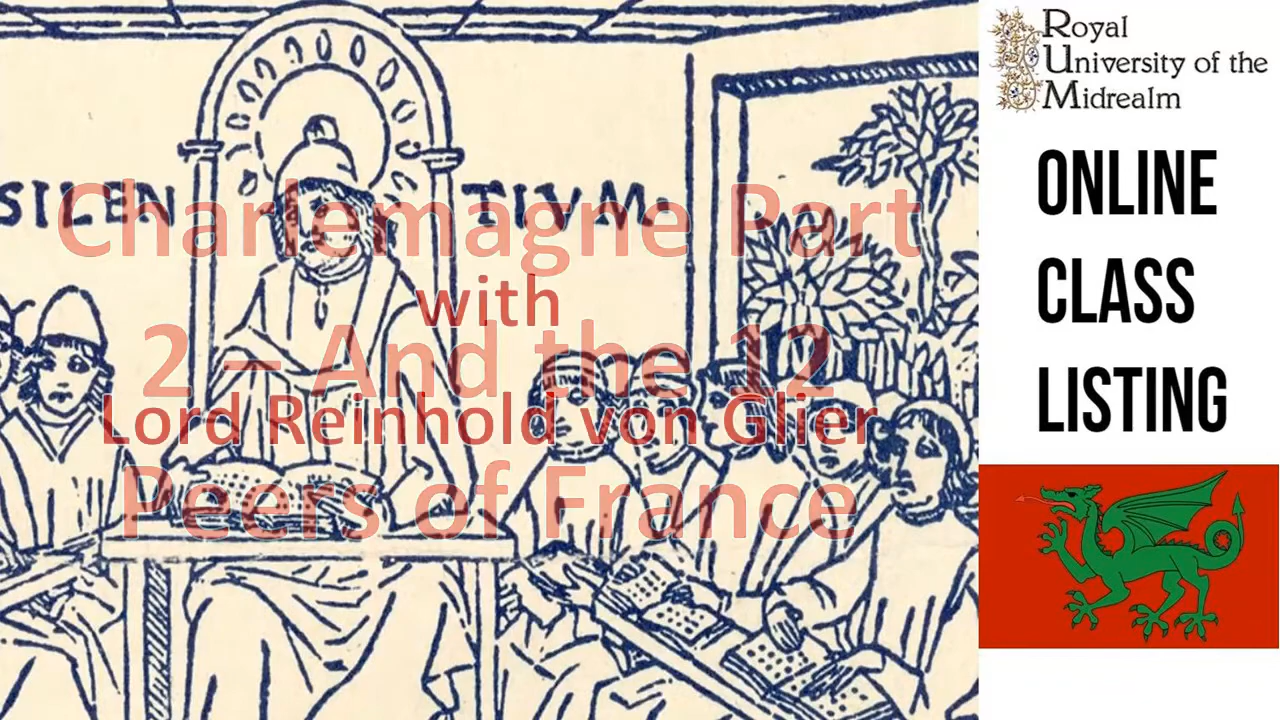 SILEN TIVM.
Charlemagne Part
with
2 – And the 12
Lord Reinhold von Glier
Peers of France
Royal
University of the
Midrealm
ONLINE
CLASS
LISTING